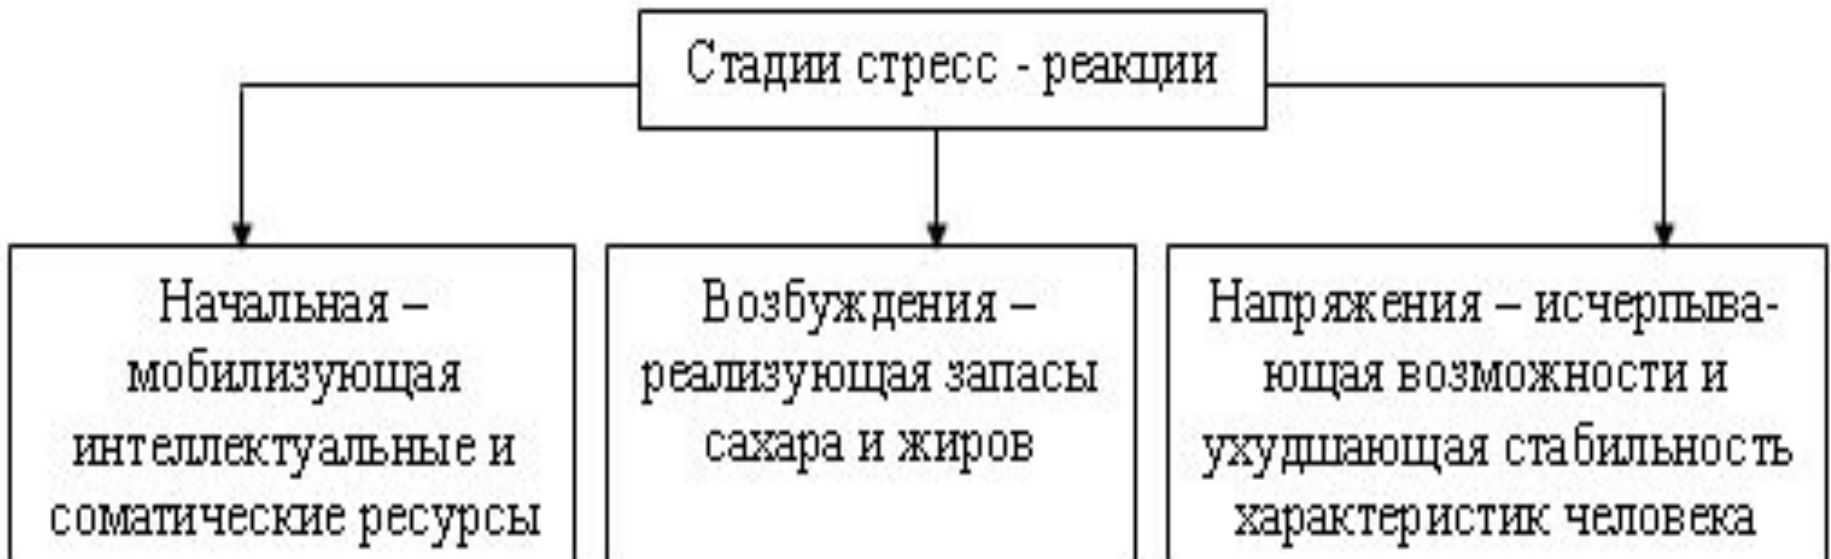 Стадии стресс - реакции
Начальная –
мобилизующая
интеллектуальные и
соматические ресурсы
Возбуждения –
реализующая запасы
сахара и жиров
Напряжения – исчерпыва-
ющая возможности и
ухудшающая стабильность
характеристик человека